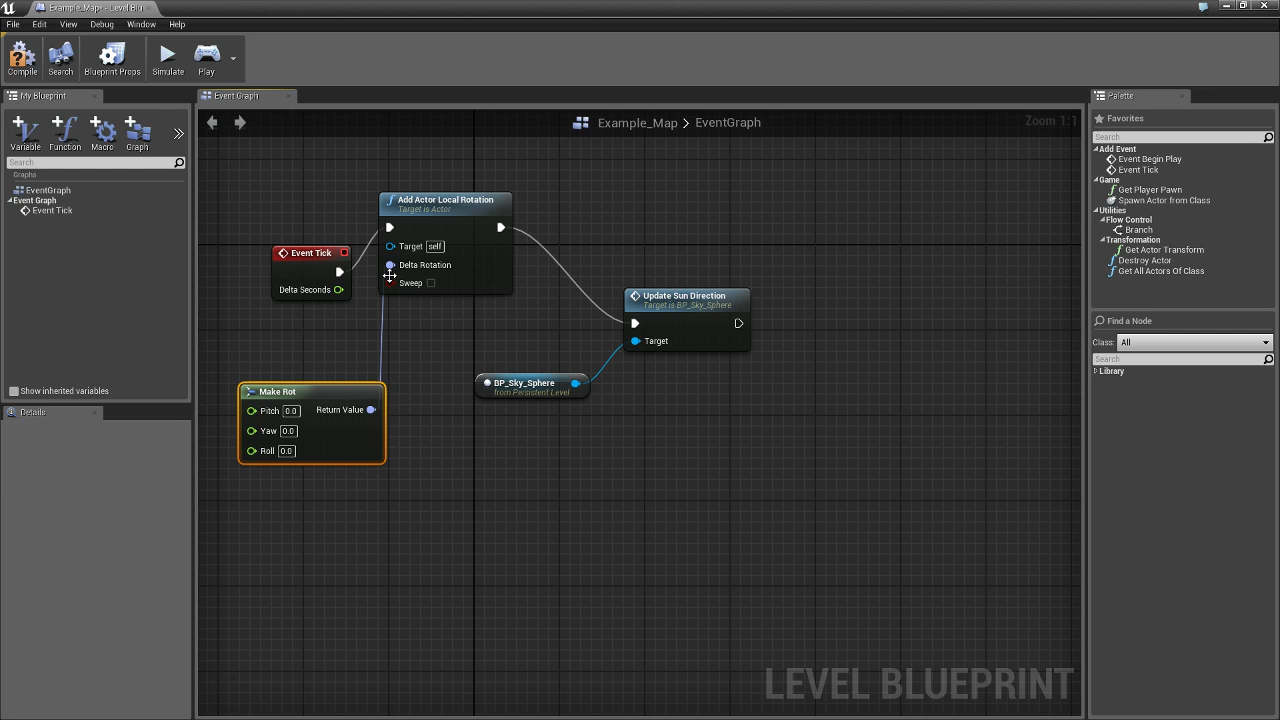 Example_Map* - Level Blu
File Edit View Debug Window Help
Compile Search Blueprint Props Simulate Play
My Blueprint
Variable Function Macro Graph
Search
Graphs
EventGraph
Event Graph
Event Tick
Show inherited variables
Details
Event Graph
Example_Map > EventGraph
Zoom 1:1
Add Actor Local Rotation
Target is Actor
Target self
Delta Rotation
Sweep
Event Tick
Delta Seconds
Update Sun Direction
Target is BP_Sky_Sphere
Target
BP_Sky_Sphere
from Persistent Level
Make Rot
Pitch 0.0 Return Value
Yaw 0.0
Roll 0.0
LEVEL BLUEPRINT
Palette
Favorites
Search
Add Event
Event Begin Play
Event Tick
Game
Get Player Pawn
Spawn Actor from Class
Utilities
Flow Control
Branch
Transformation
Get Actor Transform
Destroy Actor
Get All Actors Of Class
Find a Node
Class: All
Search
Library